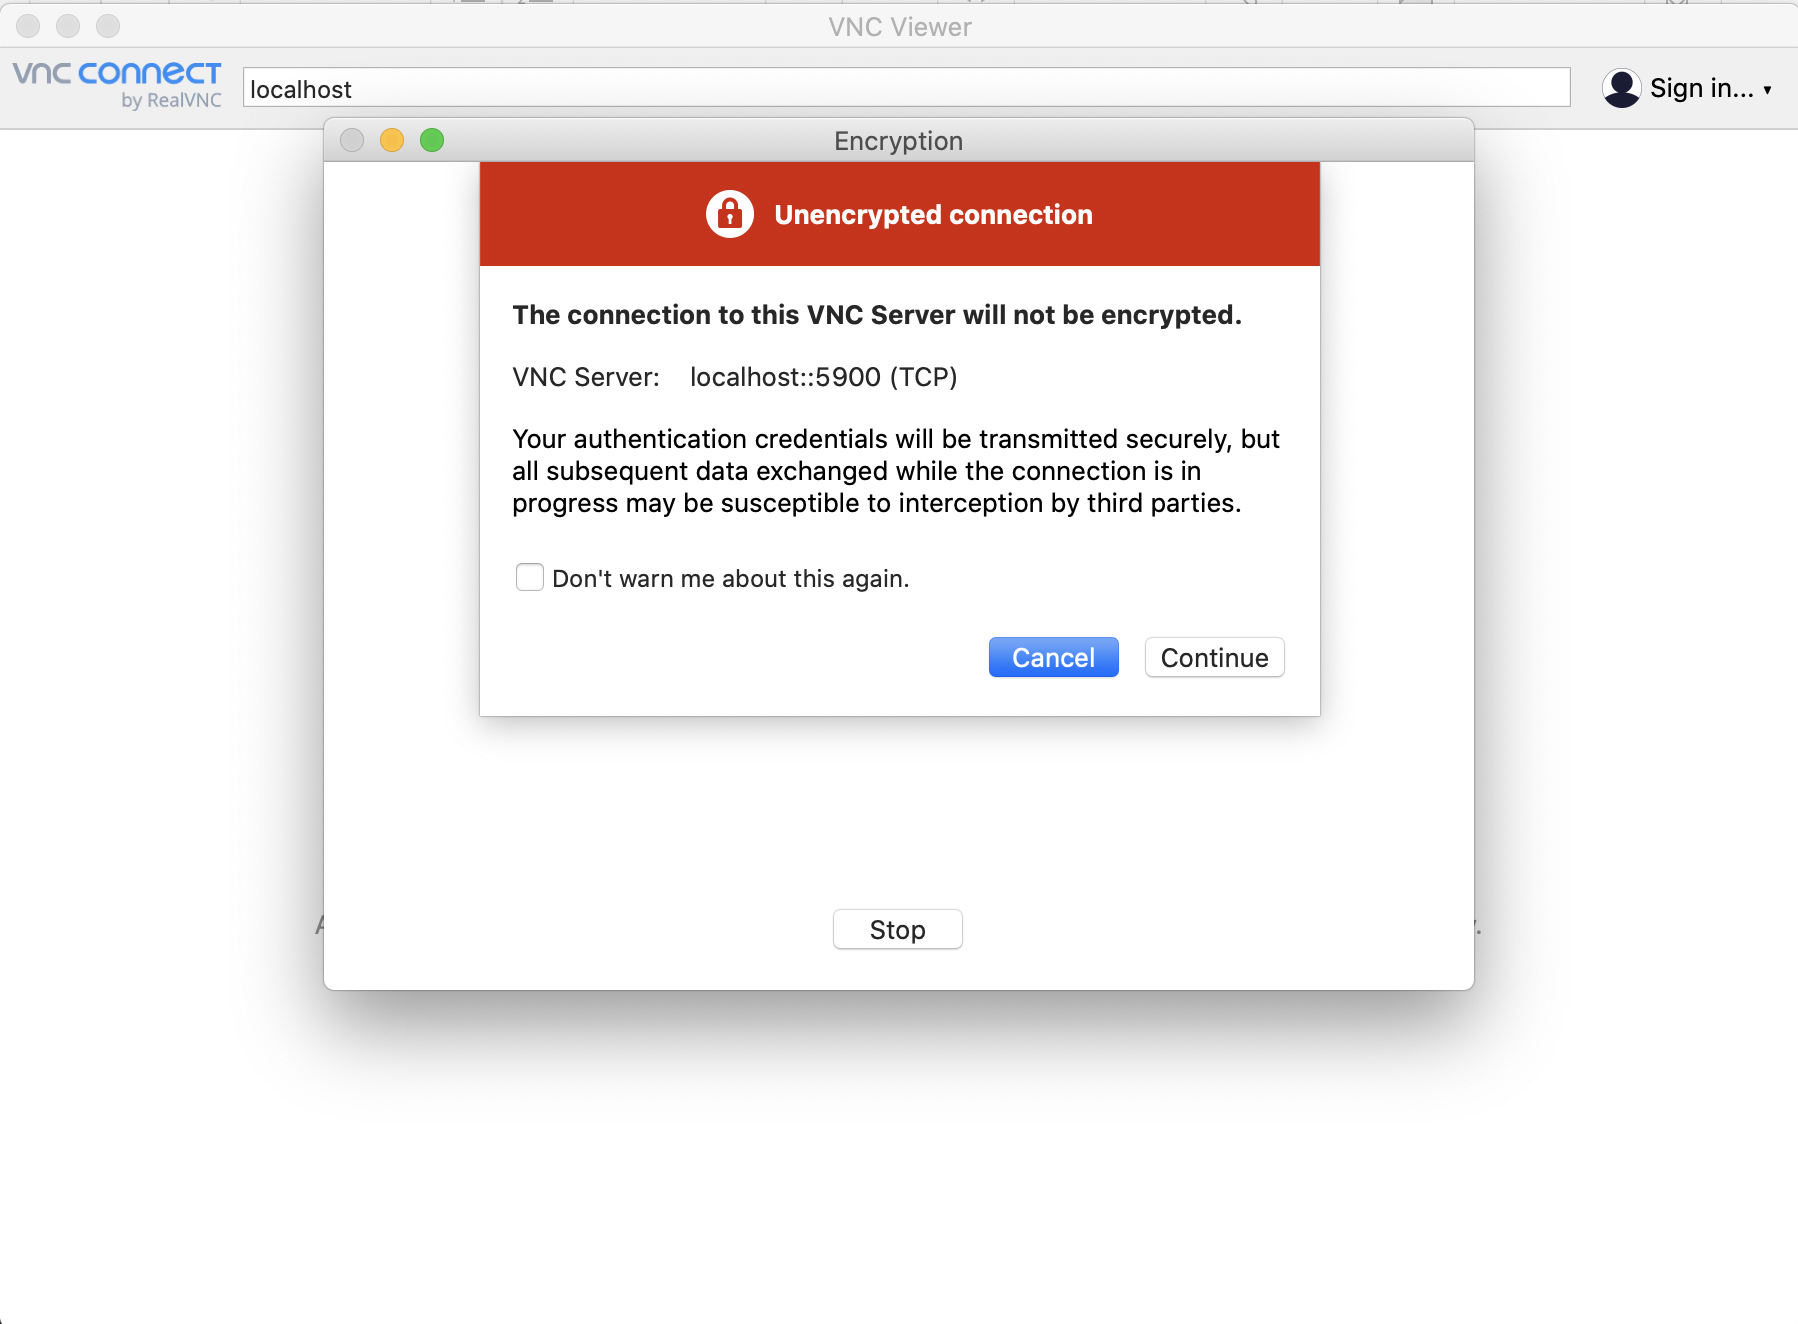 VNC Viewer
vnc connect
by RealVNC
localhost
Sign in...
Encryption
Unencrypted connection
The connection to this VNC Server will not be encrypted.
VNC Server: localhost::5900 (TCP)
Your authentication credentials will be transmitted securely, but
all subsequent data exchanged while the connection is in
progress may be susceptible to interception by third parties.
Don't warn me about this again.
Cancel
Continue
Stop